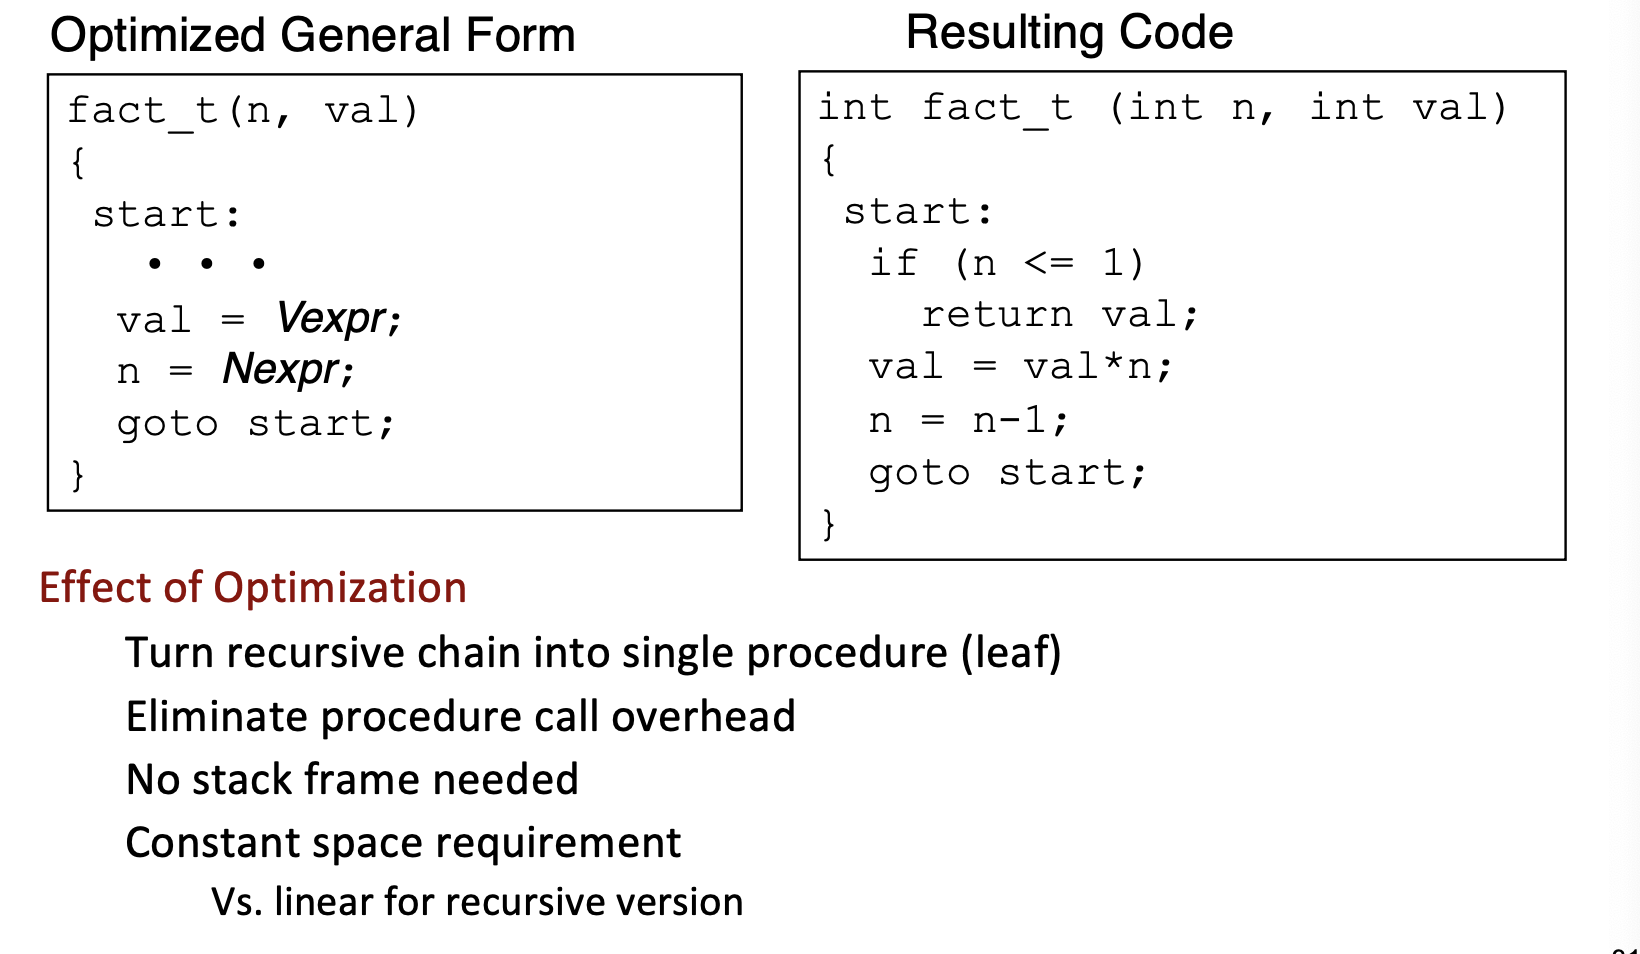 Optimized General Form
fact_t(n, val)
{
start:
• • •
val = Vexpr;
n = Nexpr;
goto start;
}
Resulting Code
int fact_t (int n, int val)
{
start:
if (n <= 1)
return val;
val = val*n;
n = n-1;
goto start;
}
Effect of Optimization
Turn recursive chain into single procedure (leaf)
Eliminate procedure call overhead
No stack frame needed
Constant space requirement
Vs. linear for recursive version